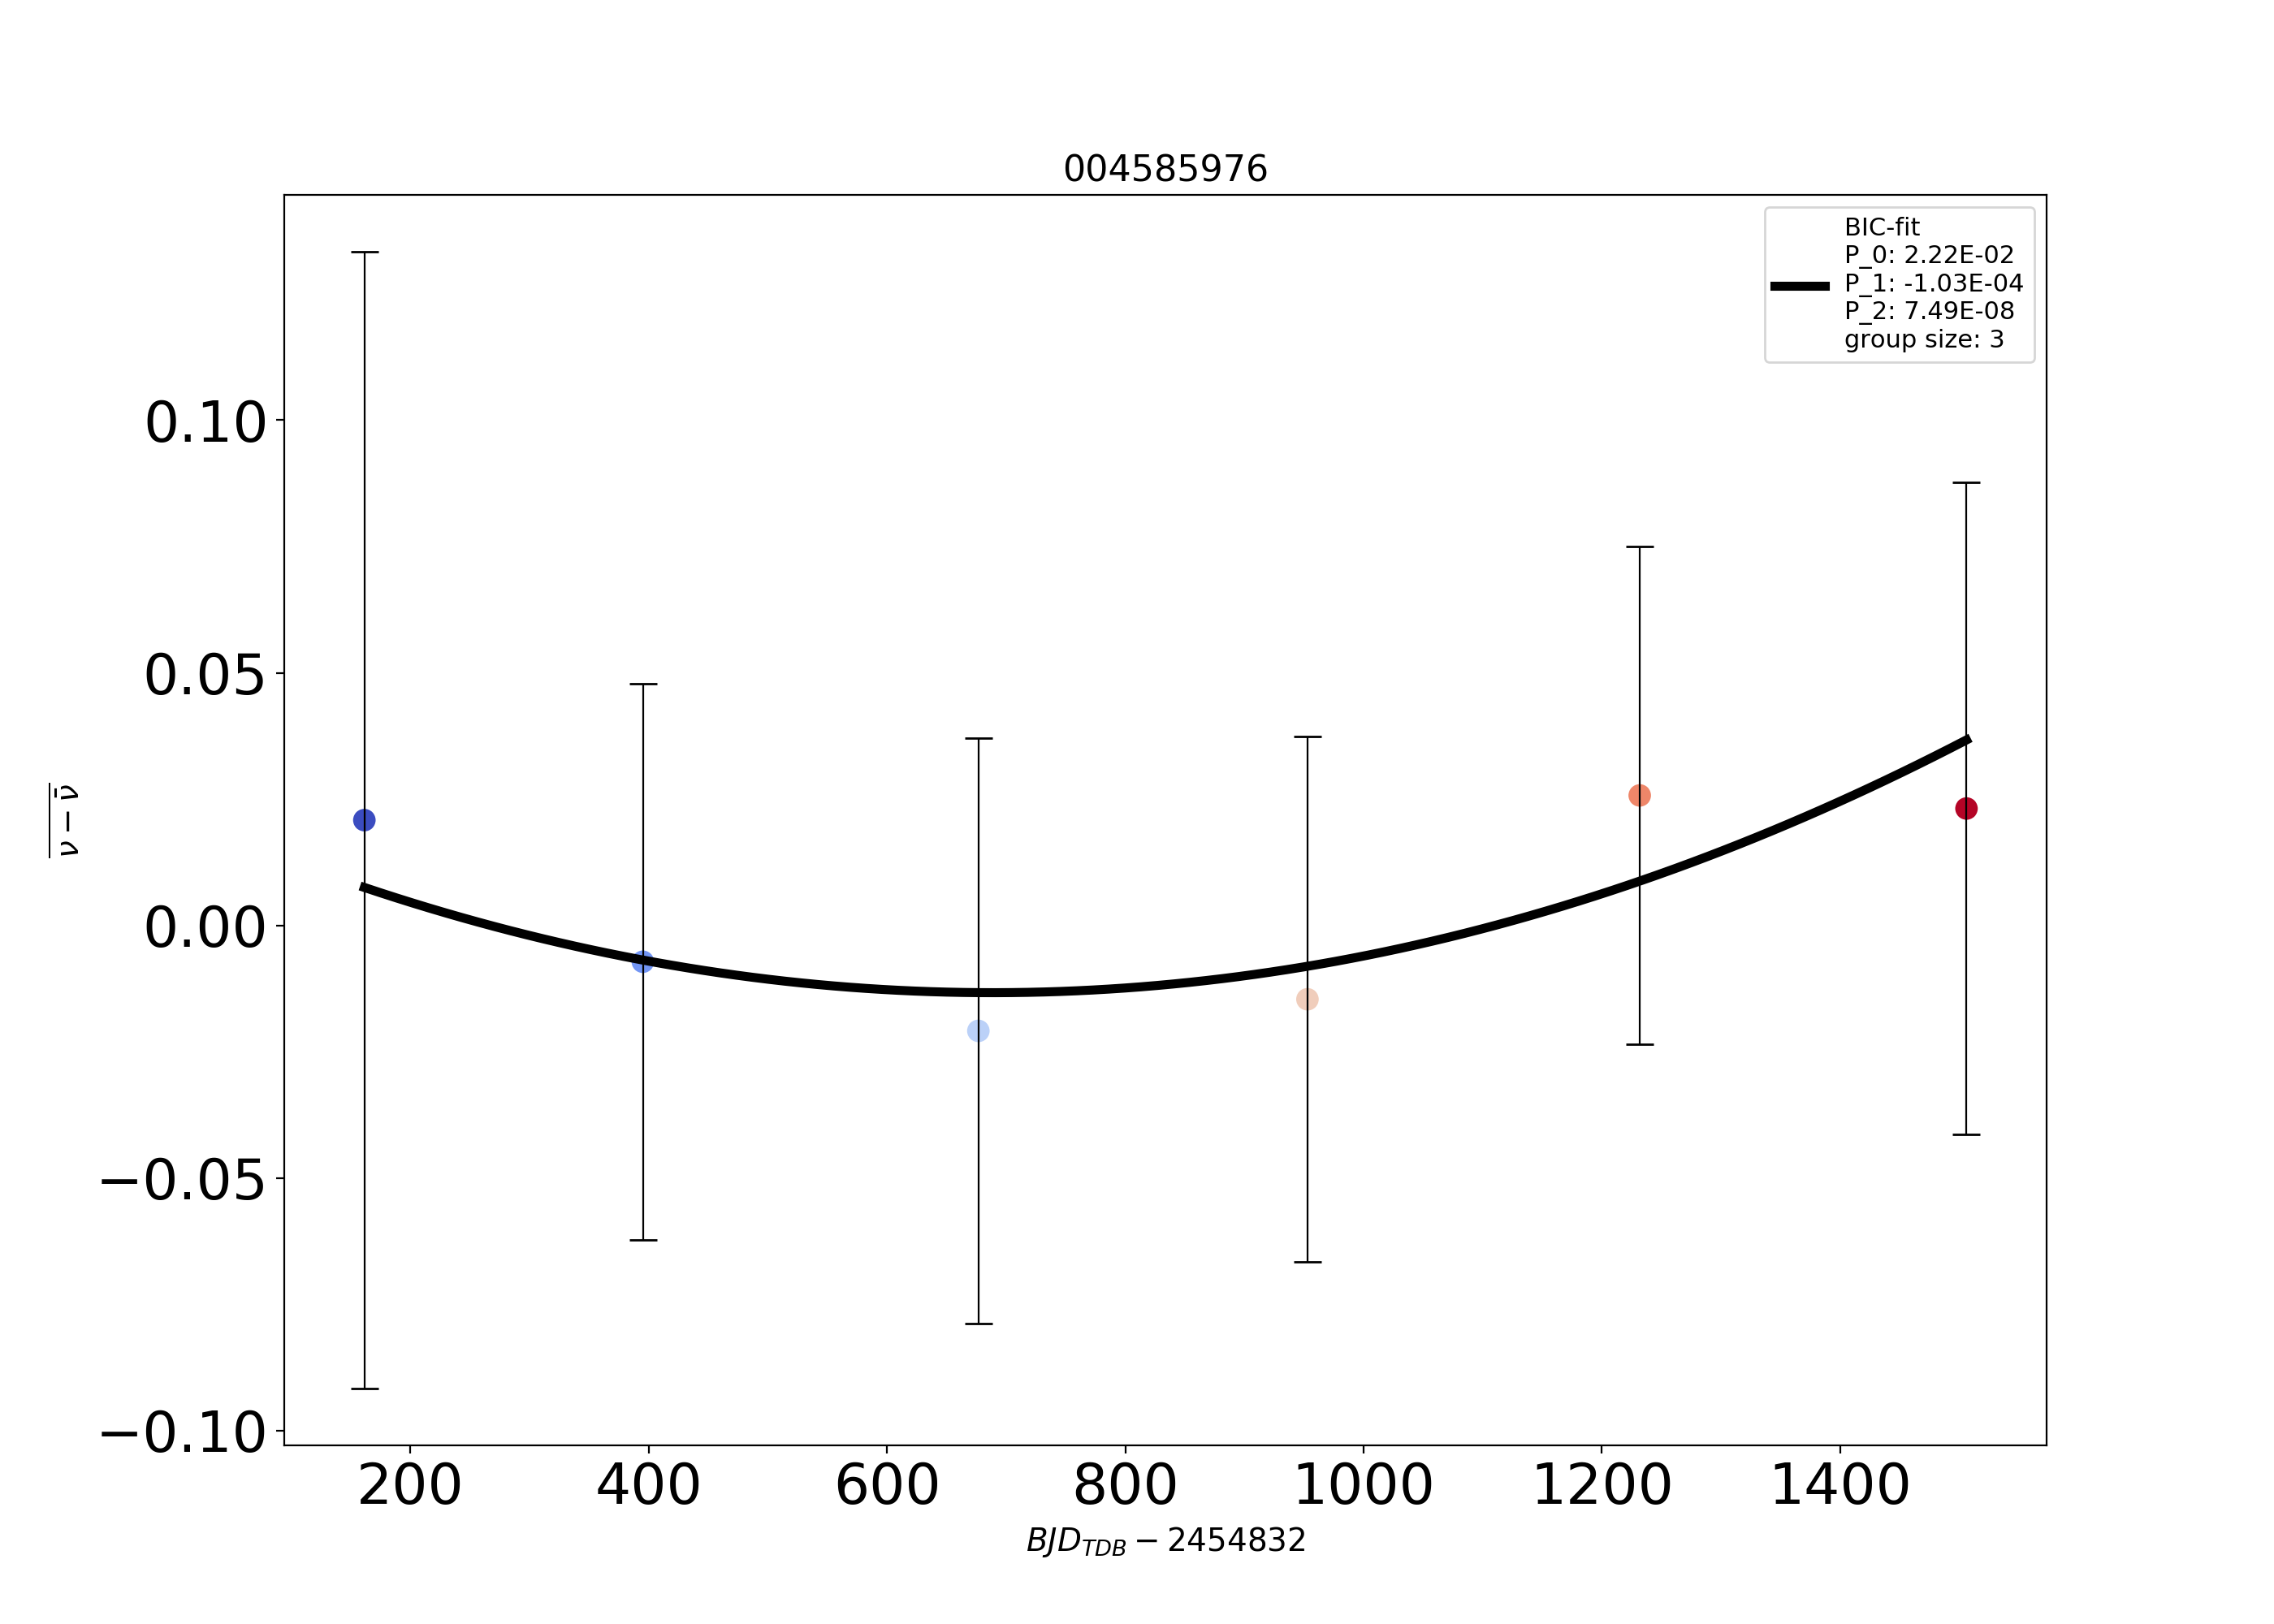 004585976
BIC-fit
P_0: 2.22E-02
P_1: -1.03E-04
P_2: 7.49E-08
group size: 3
0.10
0.05
0.00
−0.05
−0.10
ν − ν̄
200 400 600 800 1000 1200 1400
BJD_TDB − 2454832